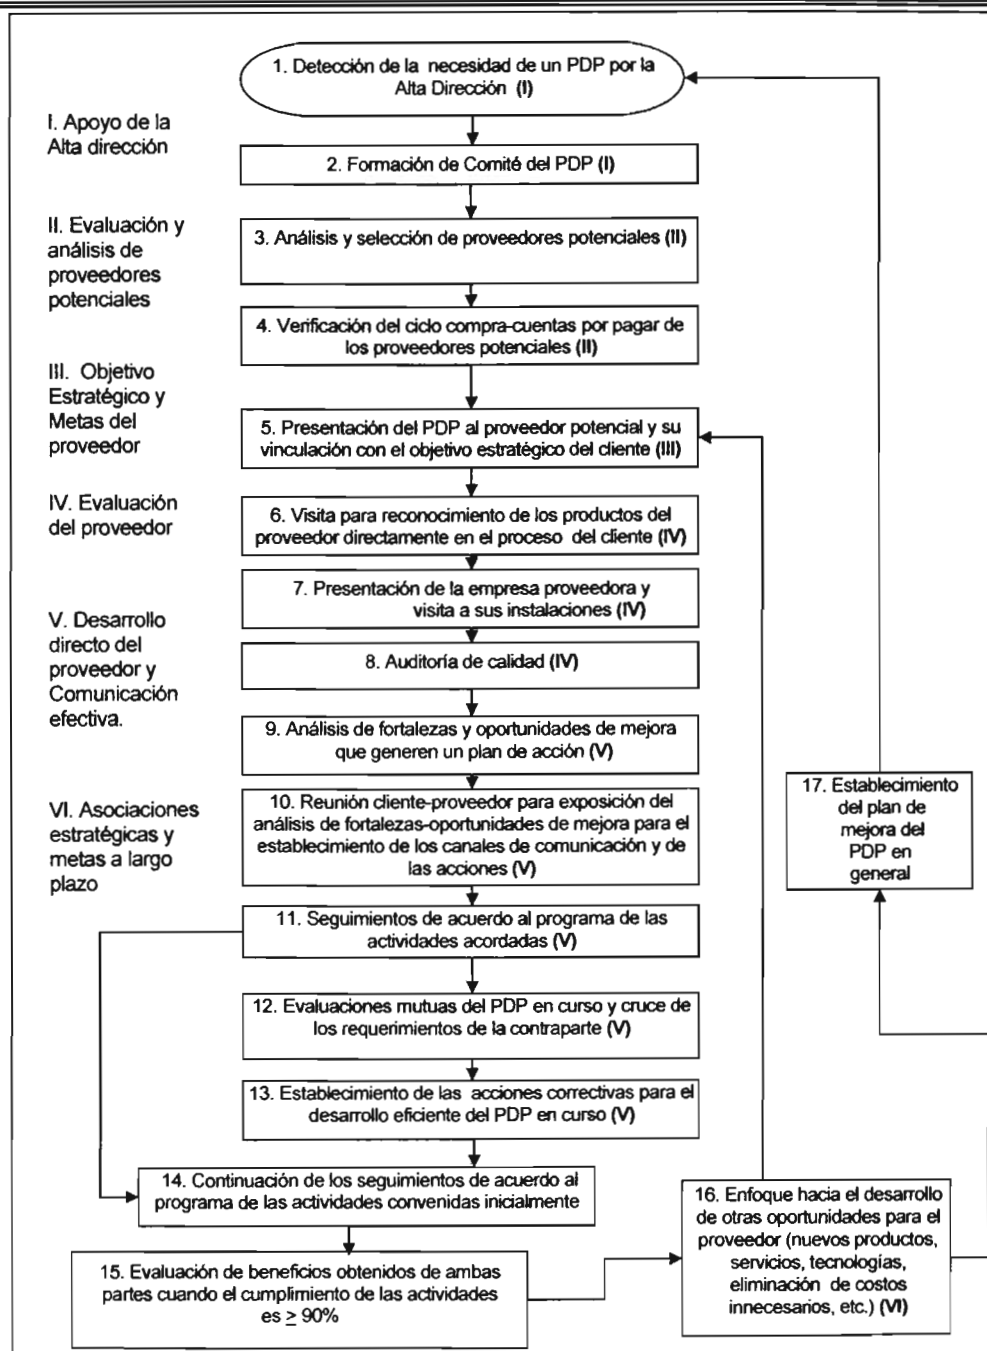 1. Detección de la necesidad de un PDP por la
Alta Dirección (I)
I. Apoyo de la
Alta dirección
2. Formación de Comité del PDP (I)
II. Evaluación y
análisis de
proveedores
potenciales
3. Análisis y selección de proveedores potenciales (II)
4. Verificación del ciclo compra-cuentas por pagar de
los proveedores potenciales (II)
III. Objetivo
Estratégico y
Metas del
proveedor
5. Presentación del PDP al proveedor potencial y su
vinculación con el objetivo estratégico del cliente (III)
IV. Evaluación
del proveedor
6. Visita para reconocimiento de los productos del
proveedor directamente en el proceso del cliente (IV)
7. Presentación de la empresa proveedora y
visita a sus instalaciones (IV)
V. Desarrollo
directo del
proveedor y
Comunicación
efectiva.
8. Auditoría de calidad (IV)
9. Análisis de fortalezas y oportunidades de mejora
que generen un plan de acción (V)
VI. Asociaciones
estratégicas y
metas a largo
plazo
10. Reunión cliente-proveedor para exposición del
análisis de fortalezas-oportunidades de mejora para el
establecimiento de los canales de comunicación y de
las acciones (V)
17. Establecimiento
del plan de
mejora del
PDP en
general
11. Seguimientos de acuerdo al programa de las
actividades acordadas (V)
12. Evaluaciones mutuas del PDP en curso y cruce de
los requerimientos de la contraparte (V)
13. Establecimiento de las acciones correctivas para el
desarrollo eficiente del PDP en curso (V)
14. Continuación de los seguimientos de acuerdo al
programa de las actividades convenidas inicialmente
15. Evaluación de beneficios obtenidos de ambas
partes cuando el cumplimiento de las actividades
es ≥ 90%
16. Enfoque hacia el desarrollo
de otras oportunidades para el
proveedor (nuevos productos,
servicios, tecnologías,
eliminación de costos
innecesarios, etc.) (VI)